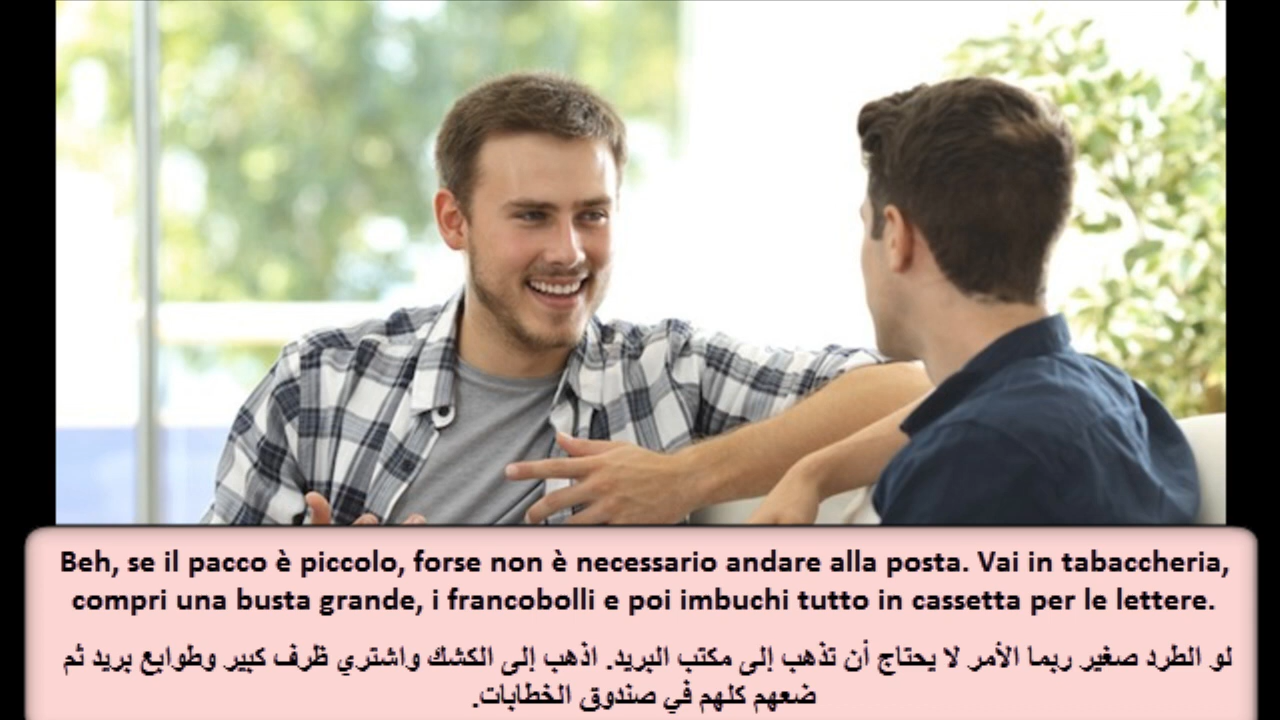 Beh, se il pacco è piccolo, forse non è necessario andare alla posta. Vai in tabaccheria,
compri una busta grande, i francobolli e poi imbuchi tutto in cassetta per le lettere.
لو الطرد صغير ربما الأمر لا يحتاج أن تذهب إلى مكتب البريد. اذهب إلى الكشك واشتري ظرف كبير وطوابع بريد ثم
ضعهم كلهم في صندوق الخطابات.